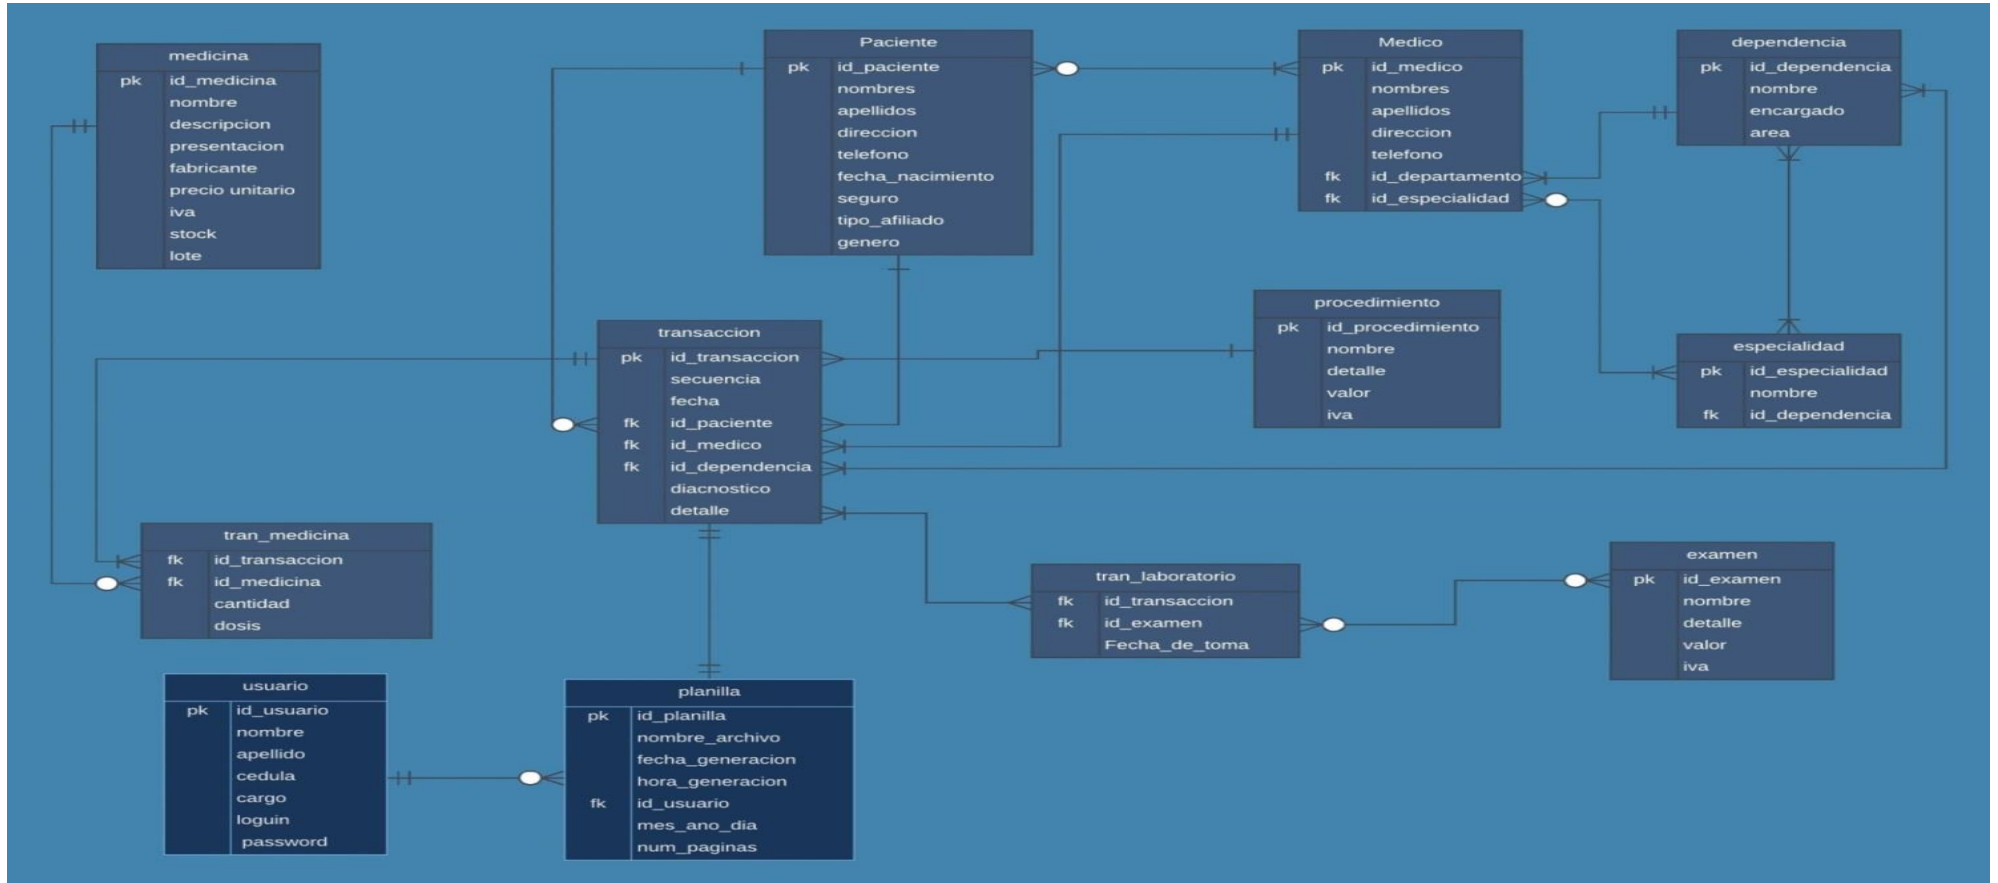 medicina
pk id_medicina
nombre
descripcion
presentacion
fabricante
precio unitario
iva
stock
lote
Paciente
pk id_paciente
nombres
apellidos
direccion
telefono
fecha_nacimiento
seguro
tipo_afiliado
genero
Medico
pk id_medico
nombres
apellidos
direccion
telefono
fk id_departamento
fk id_especialidad
dependencia
pk id_dependencia
nombre
encargado
area
transaccion
pk id_transaccion
secuencia
fecha
fk id_paciente
fk id_medico
fk id_dependencia
diacnostico
detalle
procedimiento
pk id_procedimiento
nombre
detalle
valor
iva
especialidad
pk id_especialidad
nombre
fk id_dependencia
tran_medicina
fk id_transaccion
fk id_medicina
cantidad
dosis
tran_laboratorio
fk id_transaccion
fk id_examen
Fecha_de_toma
examen
pk id_examen
nombre
detalle
valor
iva
usuario
pk id_usuario
nombre
apellido
cedula
cargo
loguin
password
planilla
pk id_planilla
nombre_archivo
fecha_generacion
hora_generacion
fk id_usuario
mes_ano_dia
num_paginas